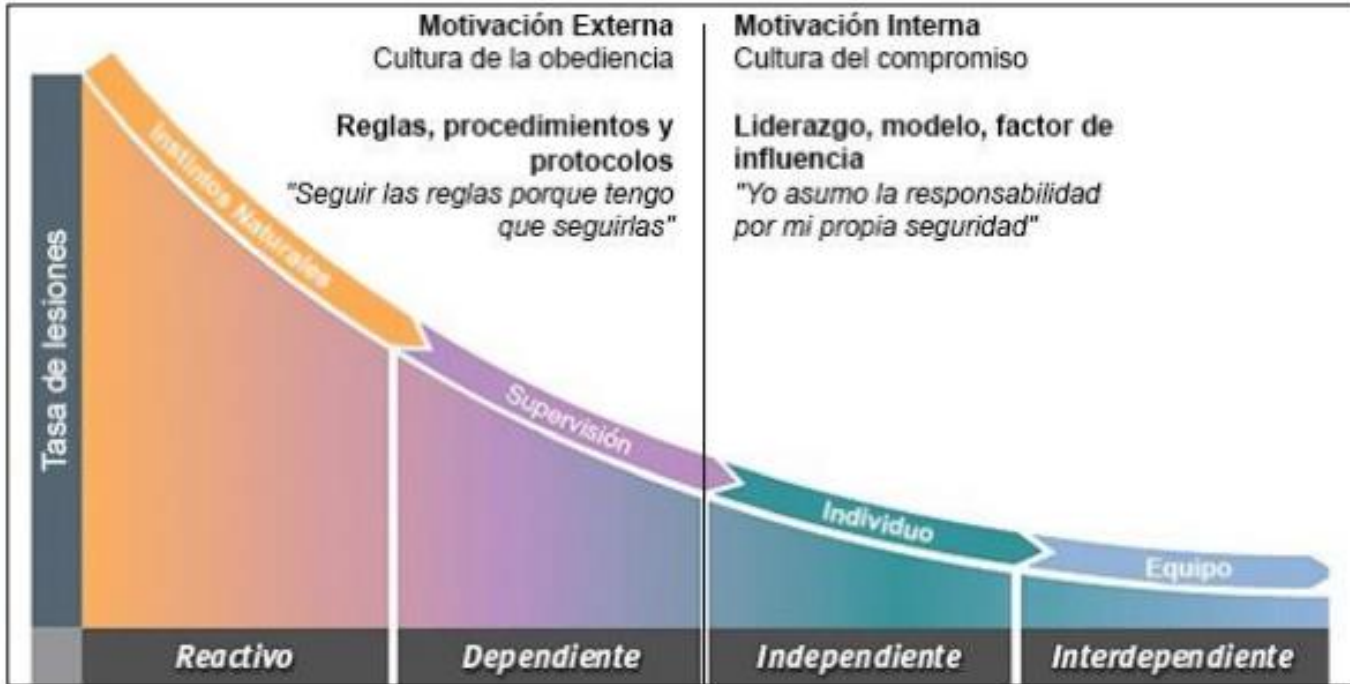 Motivación Externa
Cultura de la obediencia
Reglas, procedimientos y
protocolos
"Seguir las reglas porque tengo
que seguirlas"
Motivación Interna
Cultura del compromiso
Liderazgo, modelo, factor de
influencia
"Yo asumo la responsabilidad
por mi propia seguridad"
Tasa de lesiones
Instintos Naturales
Supervisión
Individuo
Equipo
Reactivo
Dependiente
Independiente
Interdependiente